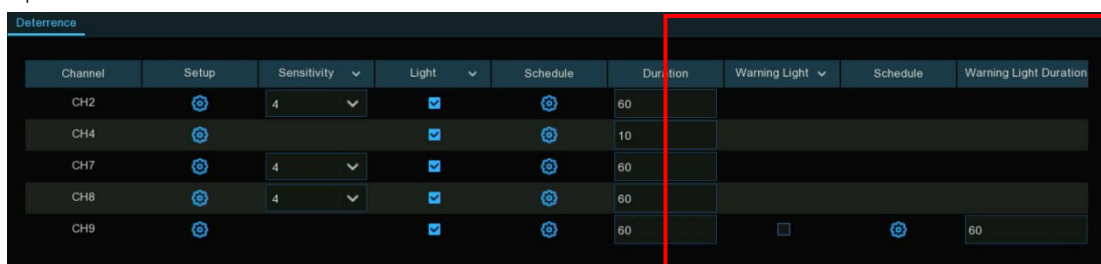 Deterrence
Channel Setup Sensitivity Light Schedule Duration Warning Light Schedule Warning Light Duration
CH2 4 60
CH4 10
CH7 4 60
CH8 4 60
CH9 60 60